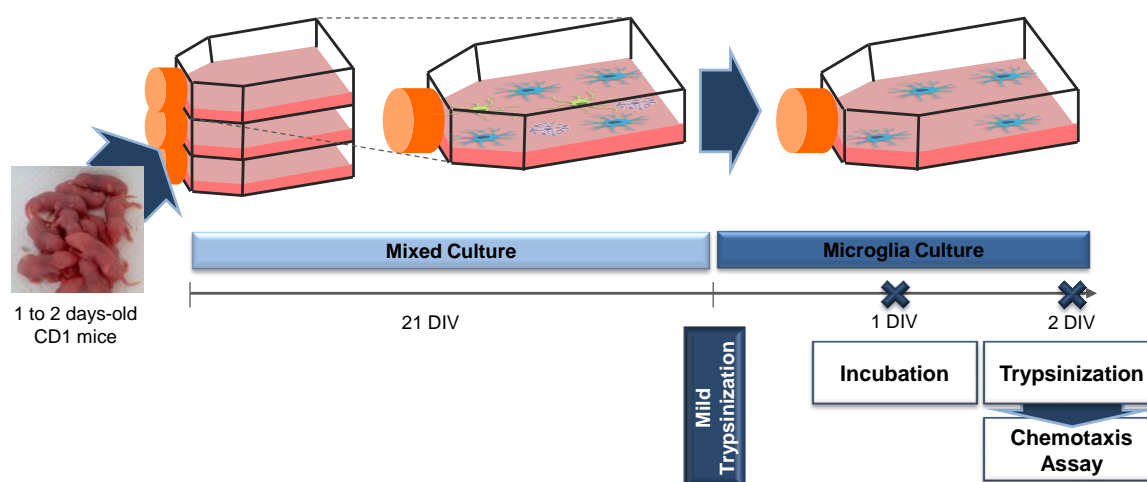 Mixed Culture
Microglia Culture
1 to 2 days-old
CD1 mice
21 DIV
1 DIV
2 DIV
Mild
Trypsinization
Incubation
Trypsinization
Chemotaxis
Assay